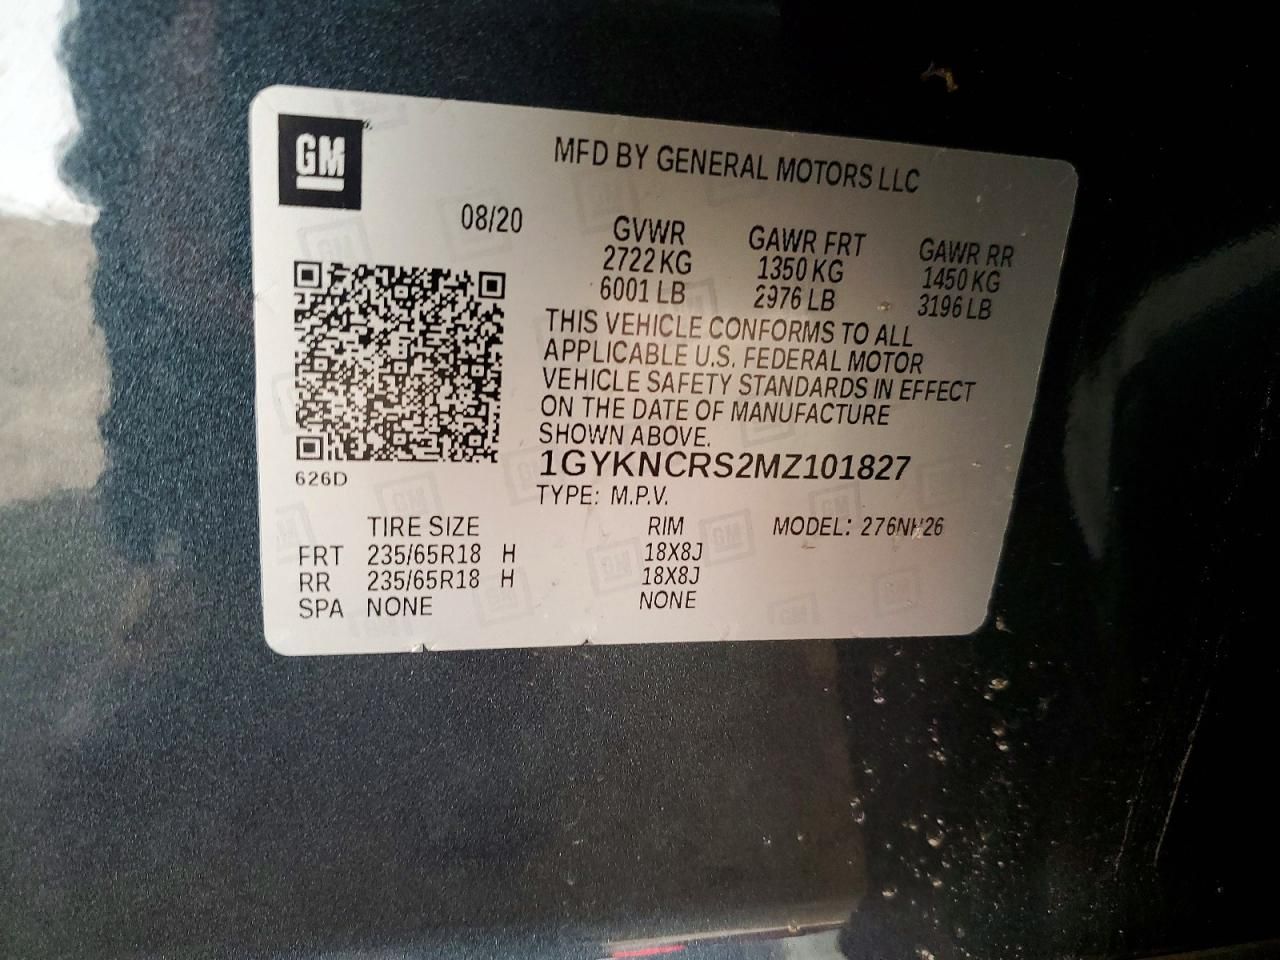 GM
MFD BY GENERAL MOTORS LLC
08/20
GVWR GAWR FRT GAWR RR
2722 KG 1350 KG 1450 KG
6001 LB 2976 LB 3196 LB
THIS VEHICLE CONFORMS TO ALL
APPLICABLE U.S. FEDERAL MOTOR
VEHICLE SAFETY STANDARDS IN EFFECT
ON THE DATE OF MANUFACTURE
SHOWN ABOVE.
1GYKNCRS2MZ101827
626D
TYPE: M.P.V.
TIRE SIZE RIM MODEL: 276NH26
FRT 235/65R18 H 18X8J
RR 235/65R18 H 18X8J
SPA NONE NONE